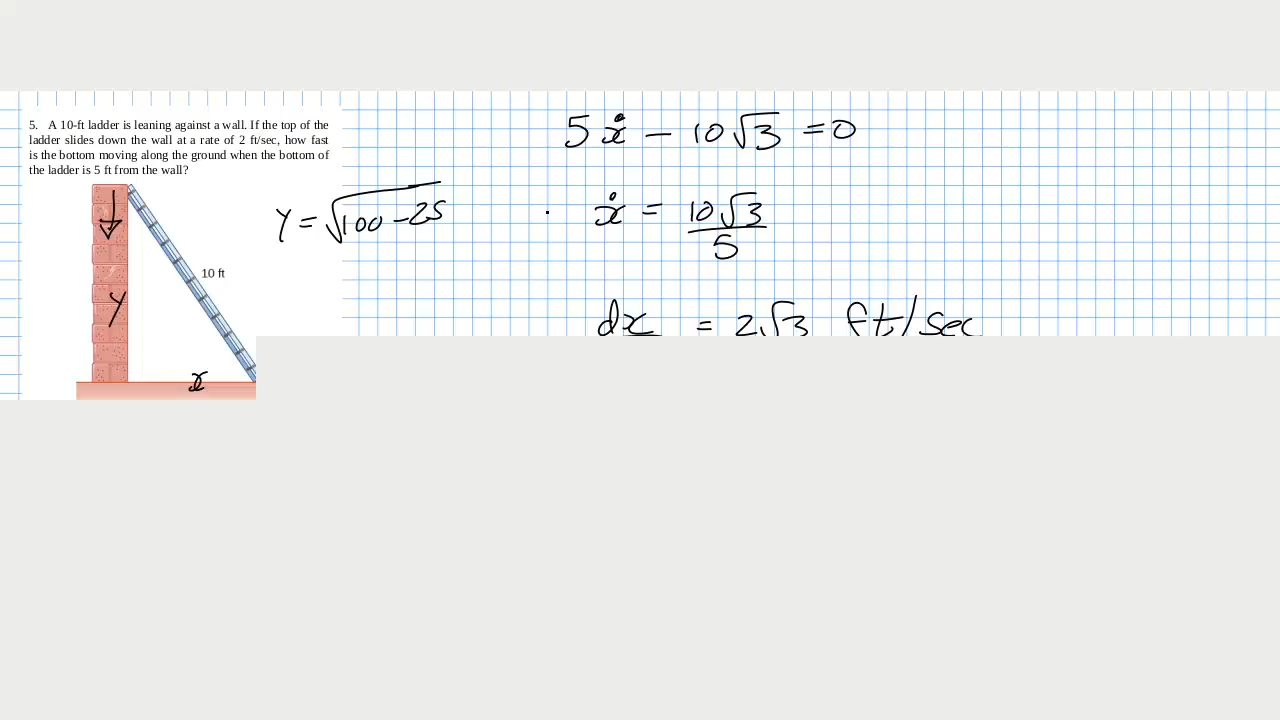 5. A 10-ft ladder is leaning against a wall. If the top of the
ladder slides down the wall at a rate of 2 ft/sec, how fast
is the bottom moving along the ground when the bottom of
the ladder is 5 ft from the wall?
10 ft
y
x
y = √(100 - 25)
5ẋ - 10√3 = 0
ẋ = 10√3/5
dx = 2√3 ft/sec